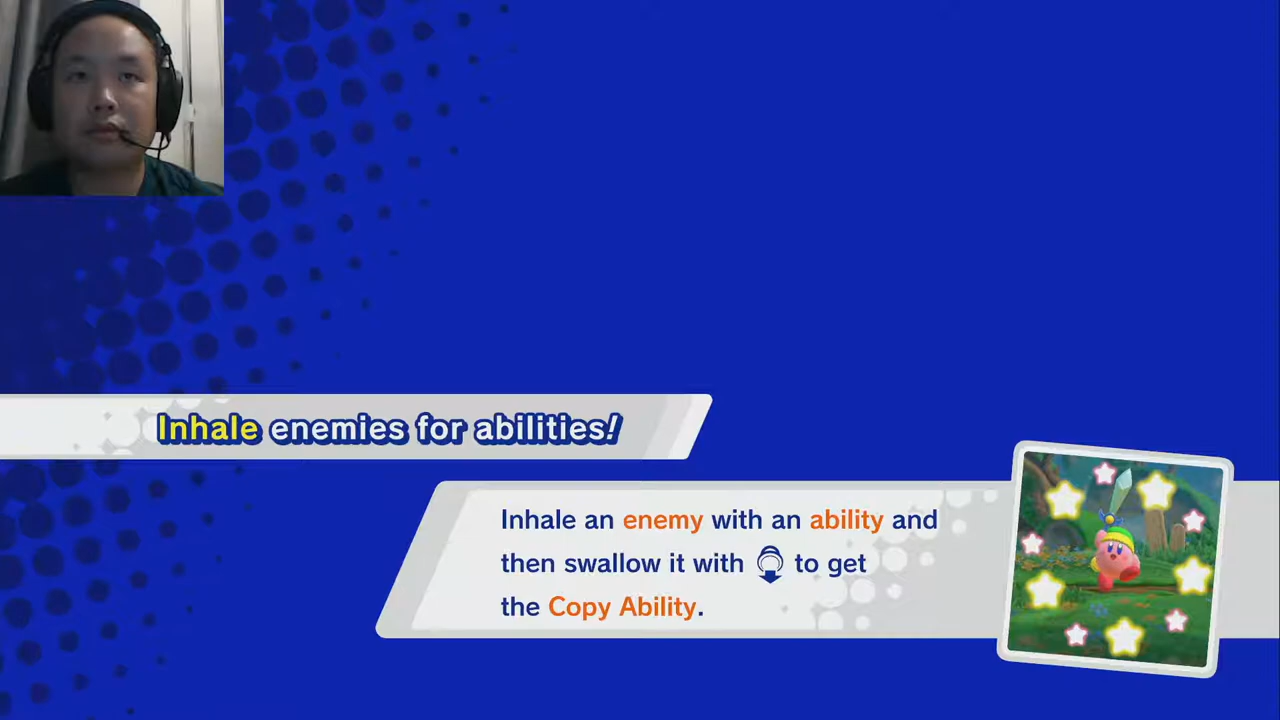 Inhale enemies for abilities!
Inhale an enemy with an ability and
then swallow it with to get
the Copy Ability.